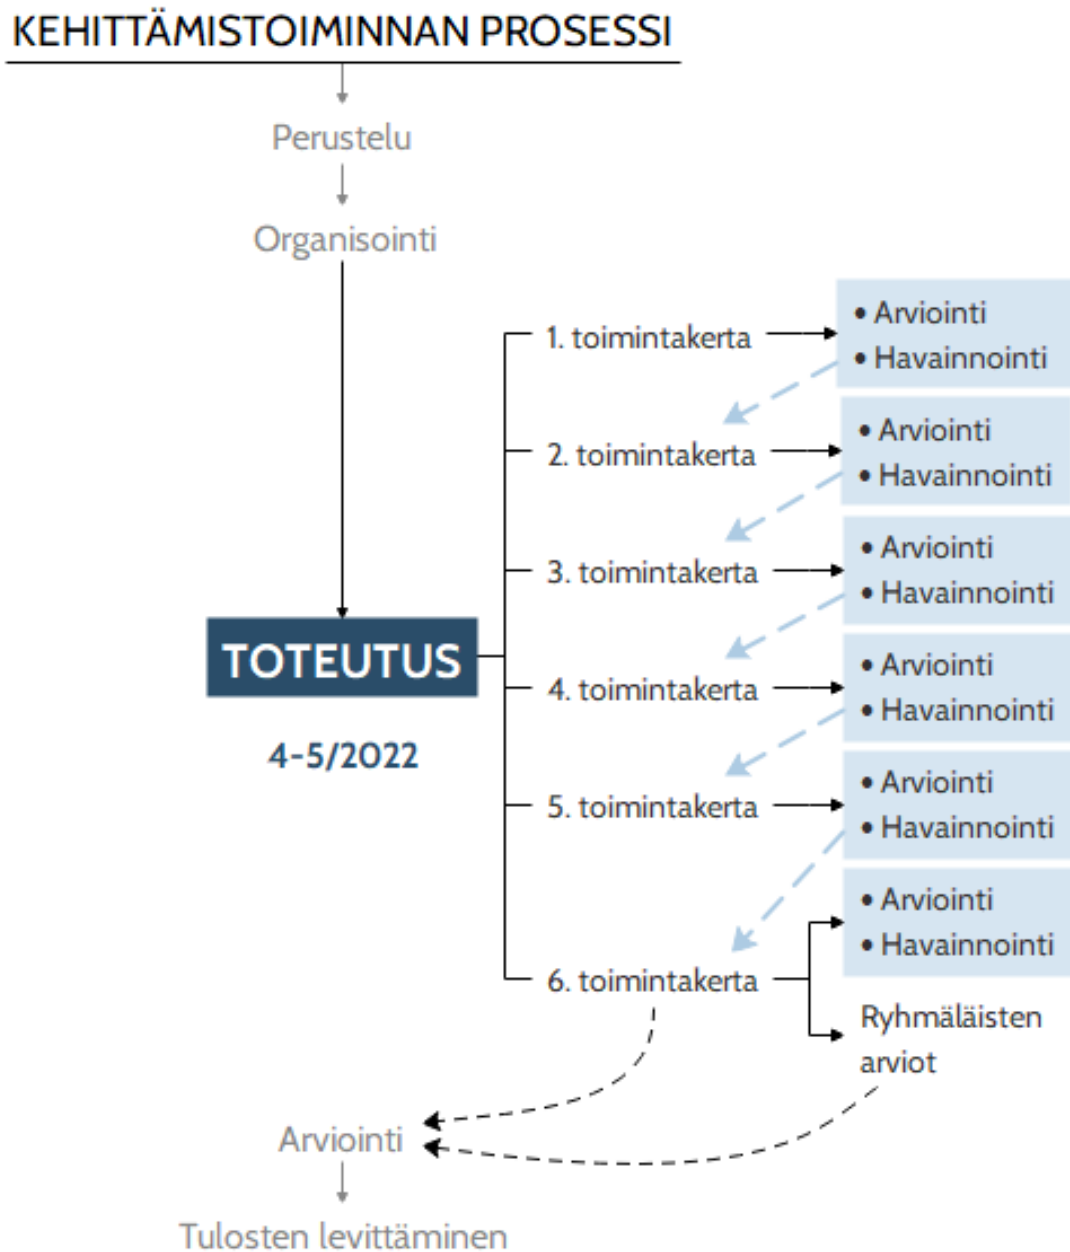 KEHITTÄMISTOIMINNAN PROSESSI
Perustelu
Organisointi
TOTEUTUS
4-5/2022
1. toimintakerta
• Arviointi
• Havainnointi
2. toimintakerta
• Arviointi
• Havainnointi
3. toimintakerta
• Arviointi
• Havainnointi
4. toimintakerta
• Arviointi
• Havainnointi
5. toimintakerta
• Arviointi
• Havainnointi
6. toimintakerta
• Arviointi
• Havainnointi
Ryhmäläisten
arviot
Arviointi
Tulosten levittäminen